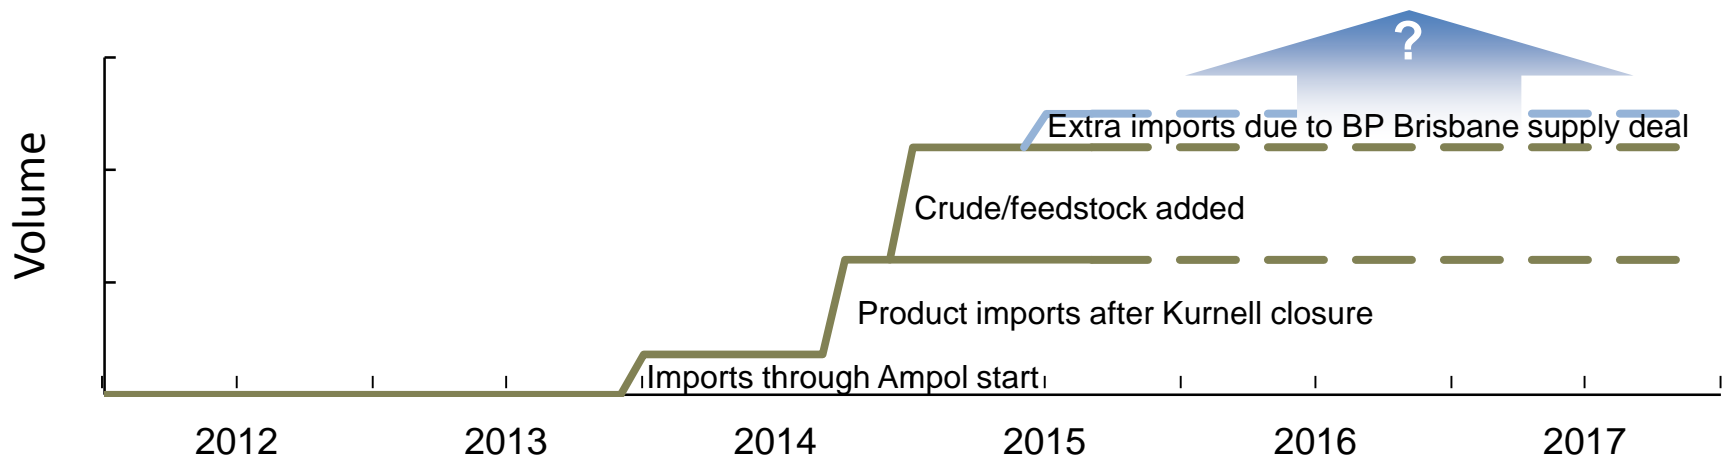 ?
Extra imports due to BP Brisbane supply deal
Volume
Crude/feedstock added
Product imports after Kurnell closure
Imports through Ampol start
2012 2013 2014 2015 2016 2017